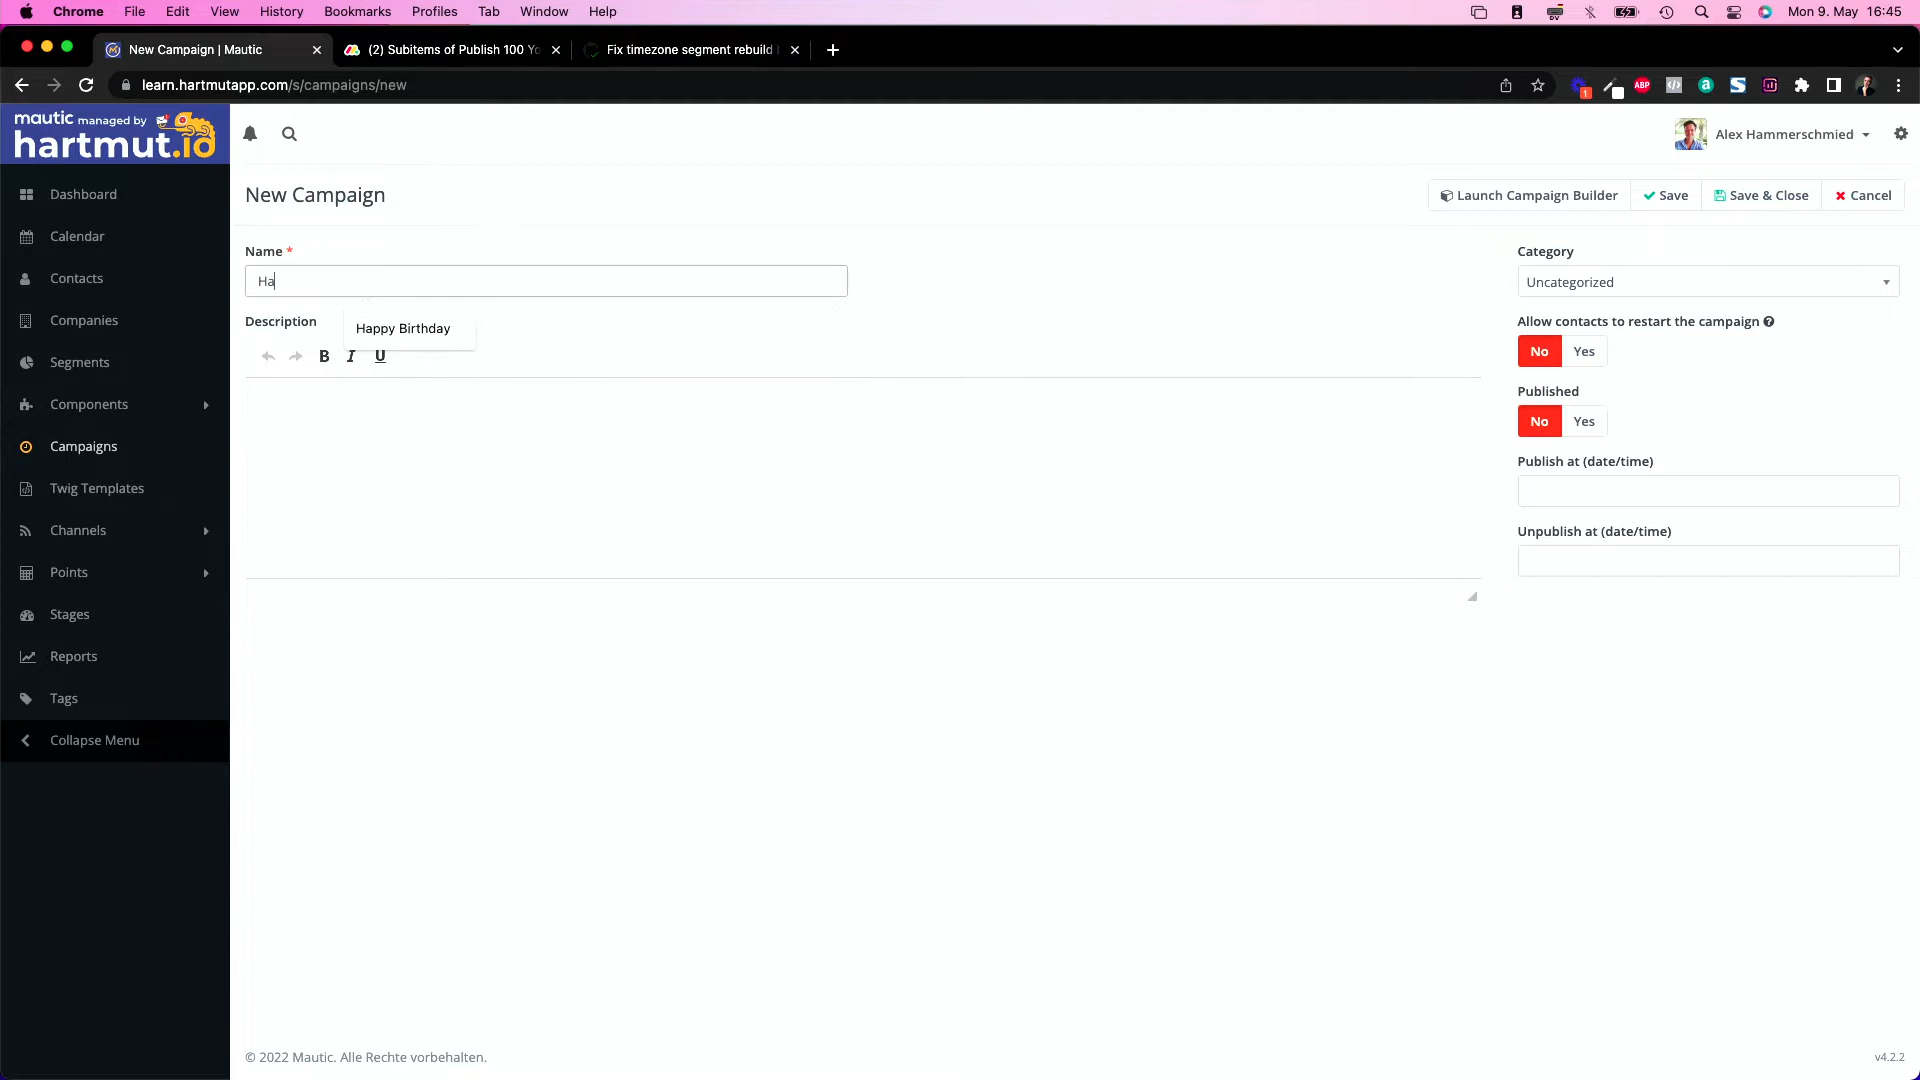 Chrome File Edit View History Bookmarks Profiles Tab Window Help
DV
Mon 9. May 16:45
New Campaign | Mautic
(2) Subitems of Publish 100 Yo
Fix timezone segment rebuild
learn.hartmutapp.com/s/campaigns/new
1
ABP
a
S
mautic managed by
hartmut.io
Alex Hammerschmied
New Campaign
Launch Campaign Builder
Save
Save & Close
Cancel
Dashboard
Calendar
Contacts
Companies
Segments
Components
Campaigns
Twig Templates
Channels
Points
Stages
Reports
Tags
Collapse Menu
Name *
Ha
Description
Happy Birthday
B I U
Category
Uncategorized
Allow contacts to restart the campaign
No Yes
Published
No Yes
Publish at (date/time)
Unpublish at (date/time)
© 2022 Mautic. Alle Rechte vorbehalten.
v4.2.2